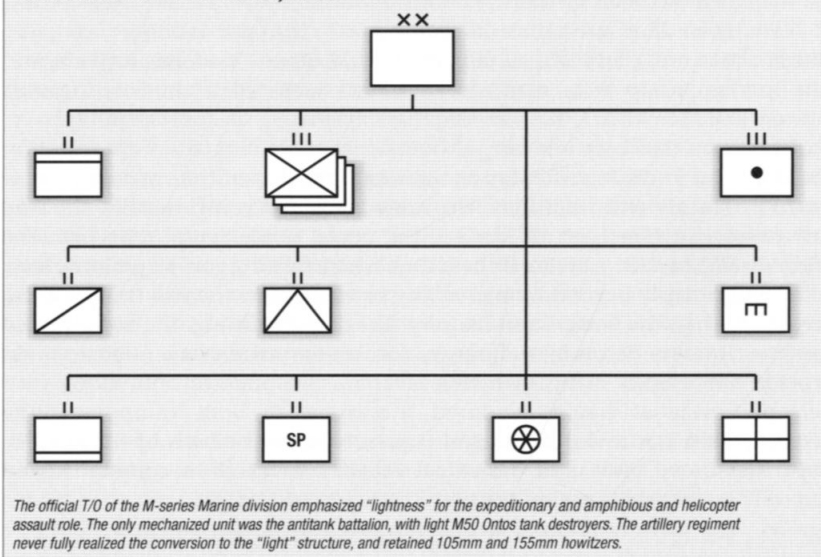 XX
II III III
II II II
II II II II
SP
The official T/O of the M-series Marine division emphasized "lightness" for the expeditionary and amphibious and helicopter
assault role. The only mechanized unit was the antitank battalion, with light M50 Ontos tank destroyers. The artillery regiment
never fully realized the conversion to the "light" structure, and retained 105mm and 155mm howitzers.